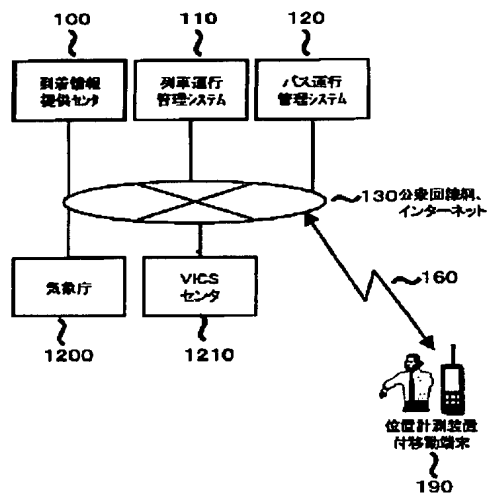 100
110
120
到着情報
提供センタ
列車運行
管理システム
バス運行
管理システム
130公衆回線網、
インターネット
気象庁
VICS
センタ
160
1200
1210
位置計測装置
付移動端末
190